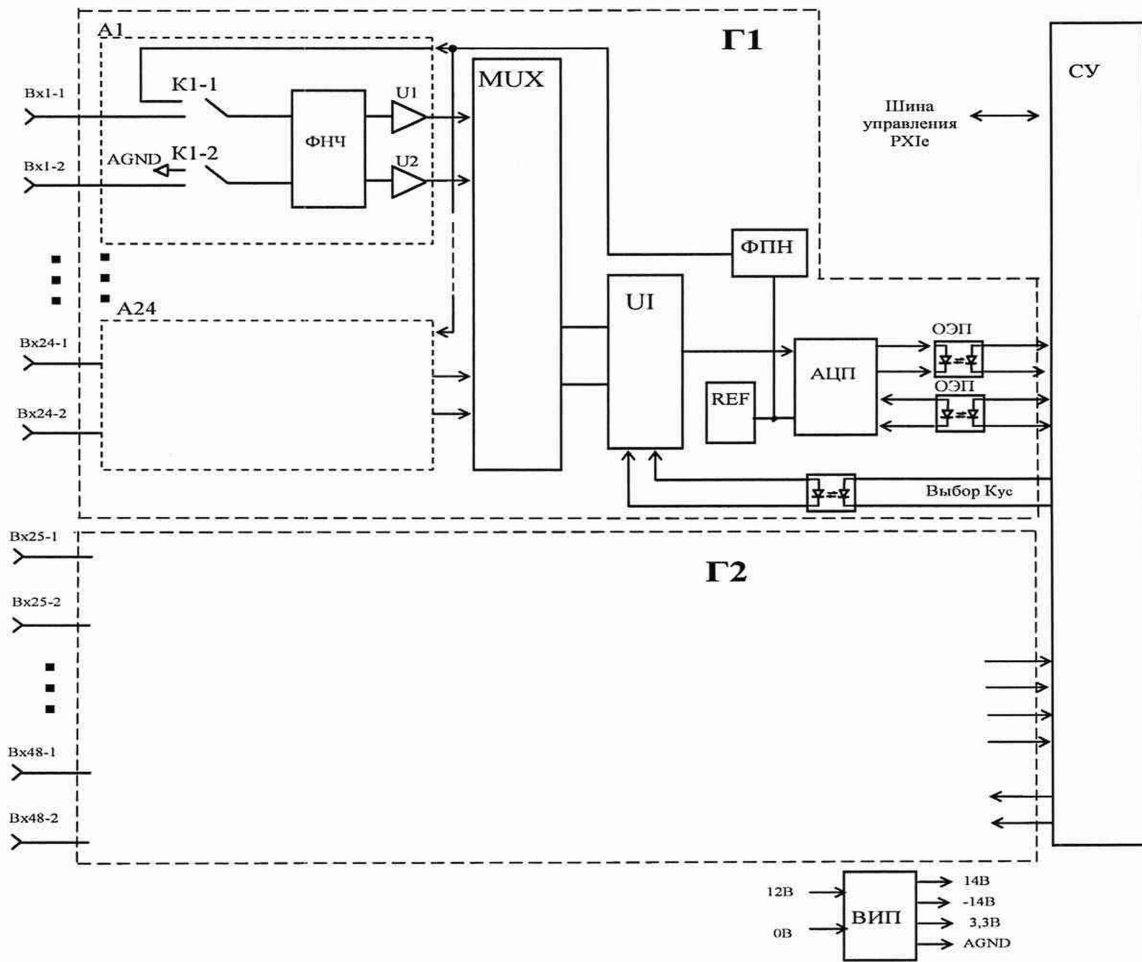 Г1
А1
СУ
К1-1
MUX
Вх1-1
U1
Шина
управления
PXIe
ФНЧ
AGND
К1-2
U2
Вх1-2
ФПН
UI
А24
ОЭП
Вх24-1
АЦП
REF
ОЭП
Вх24-2
Выбор Кус
Вх25-1
Г2
Вх25-2
Вх48-1
Вх48-2
12В
0В
ВИП
14В
-14В
3,3В
AGND